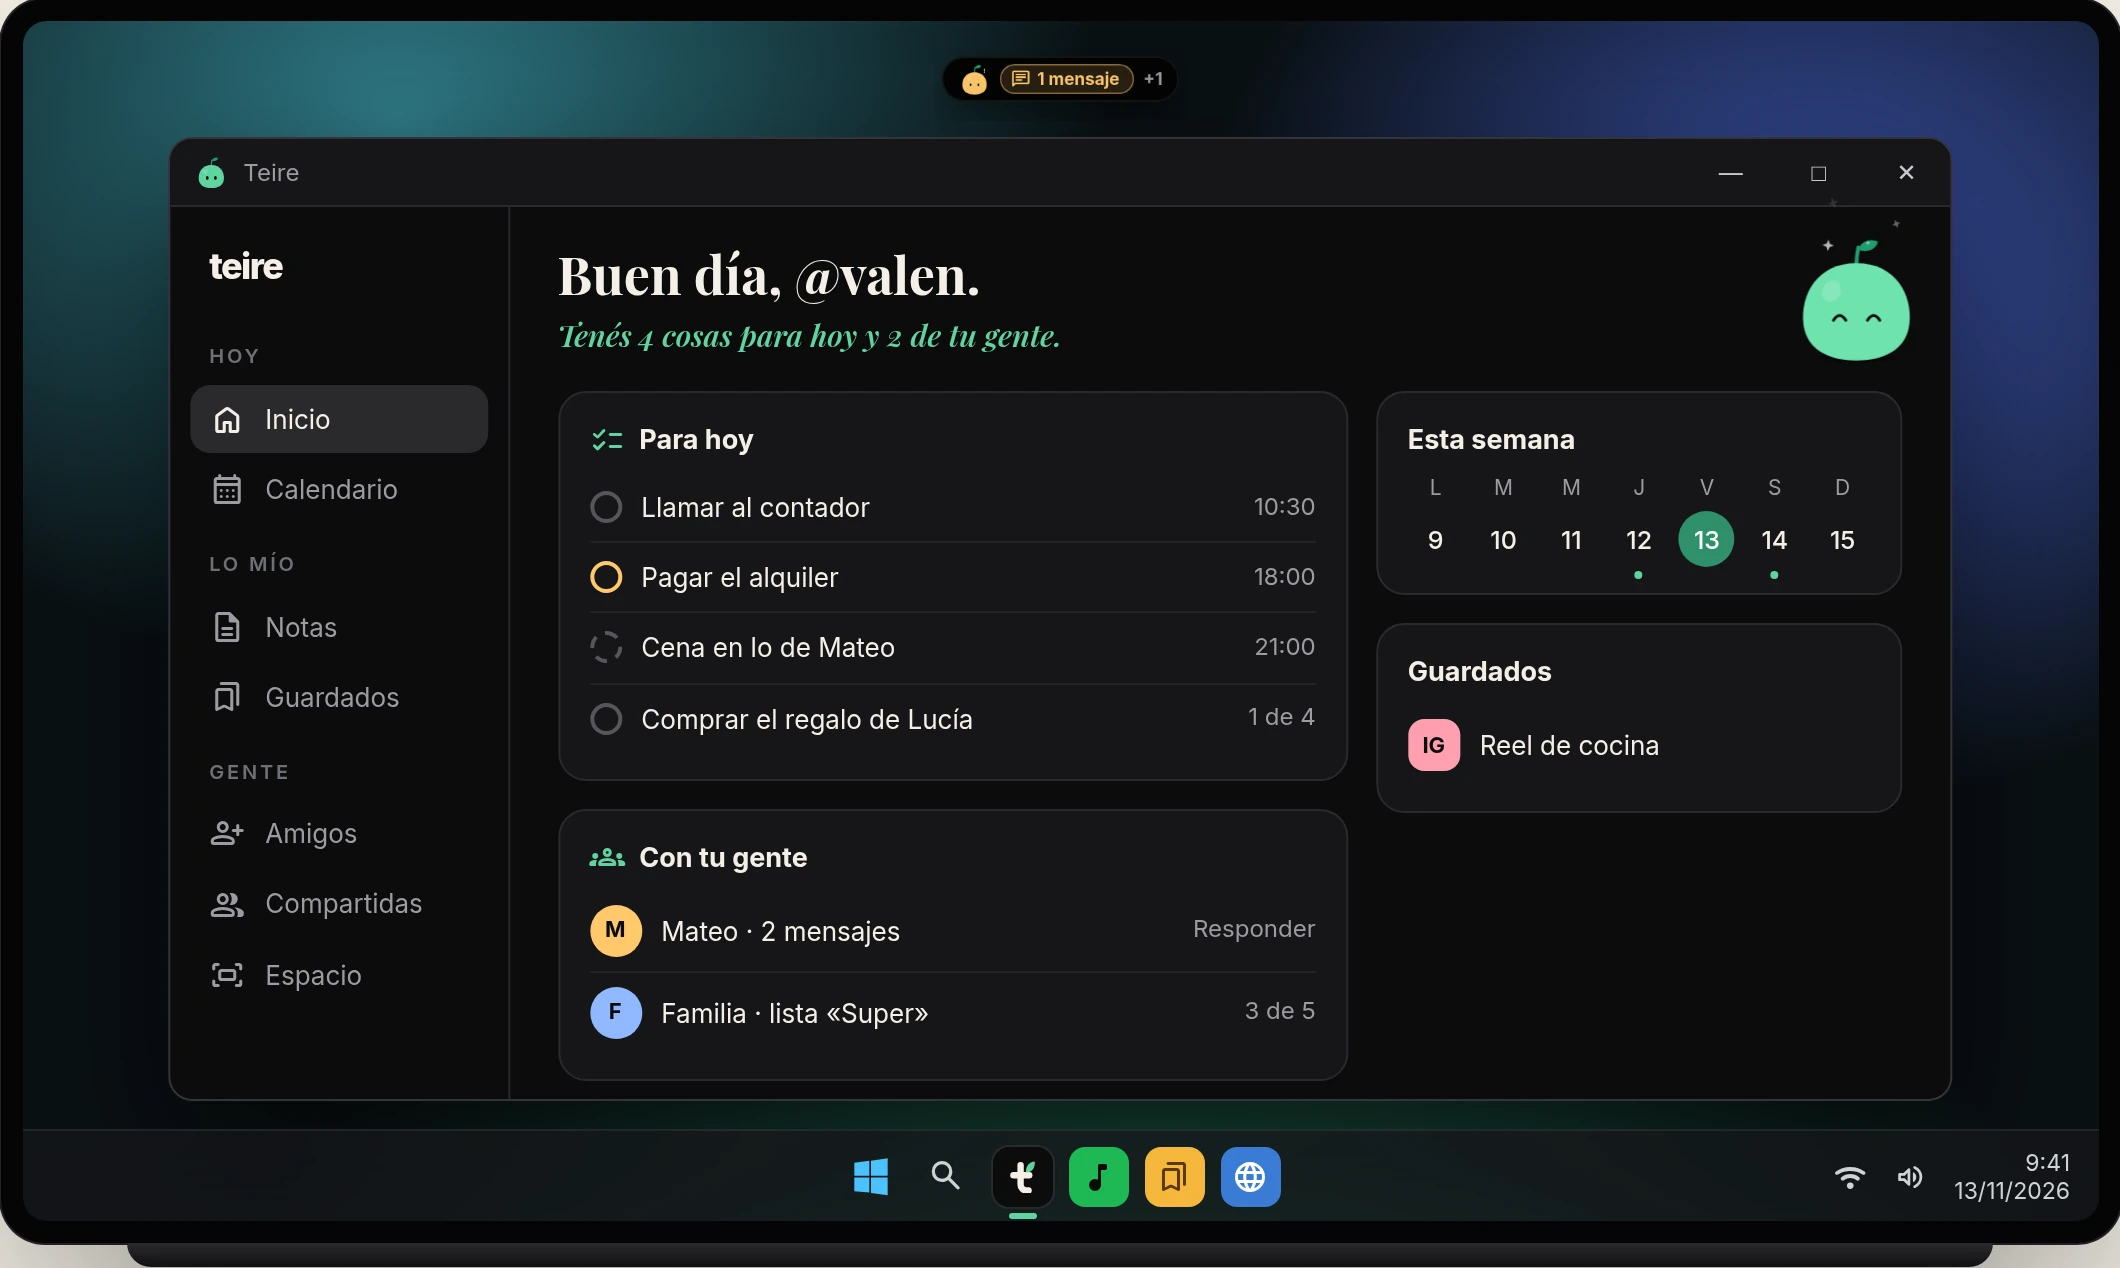 1 mensaje +1
Teire
teire
HOY
Inicio
Calendario
LO MÍO
Notas
Guardados
GENTE
Amigos
Compartidas
Espacio
Buen día, @valen.
Tenés 4 cosas para hoy y 2 de tu gente.
Para hoy
Llamar al contador 10:30
Pagar el alquiler 18:00
Cena en lo de Mateo 21:00
Comprar el regalo de Lucía 1 de 4
Con tu gente
M Mateo · 2 mensajes Responder
F Familia · lista «Super» 3 de 5
Esta semana
L M M J V S D
9 10 11 12 13 14 15
Guardados
IG Reel de cocina
t
9:41
13/11/2026